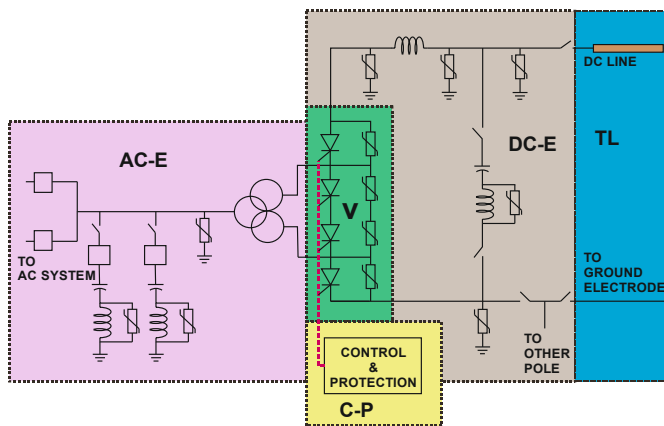 DC LINE
AC-E
DC-E
TL
V
TO
AC SYSTEM
TO
GROUND
ELECTRODE
TO
OTHER
POLE
CONTROL
&
PROTECTION
C-P